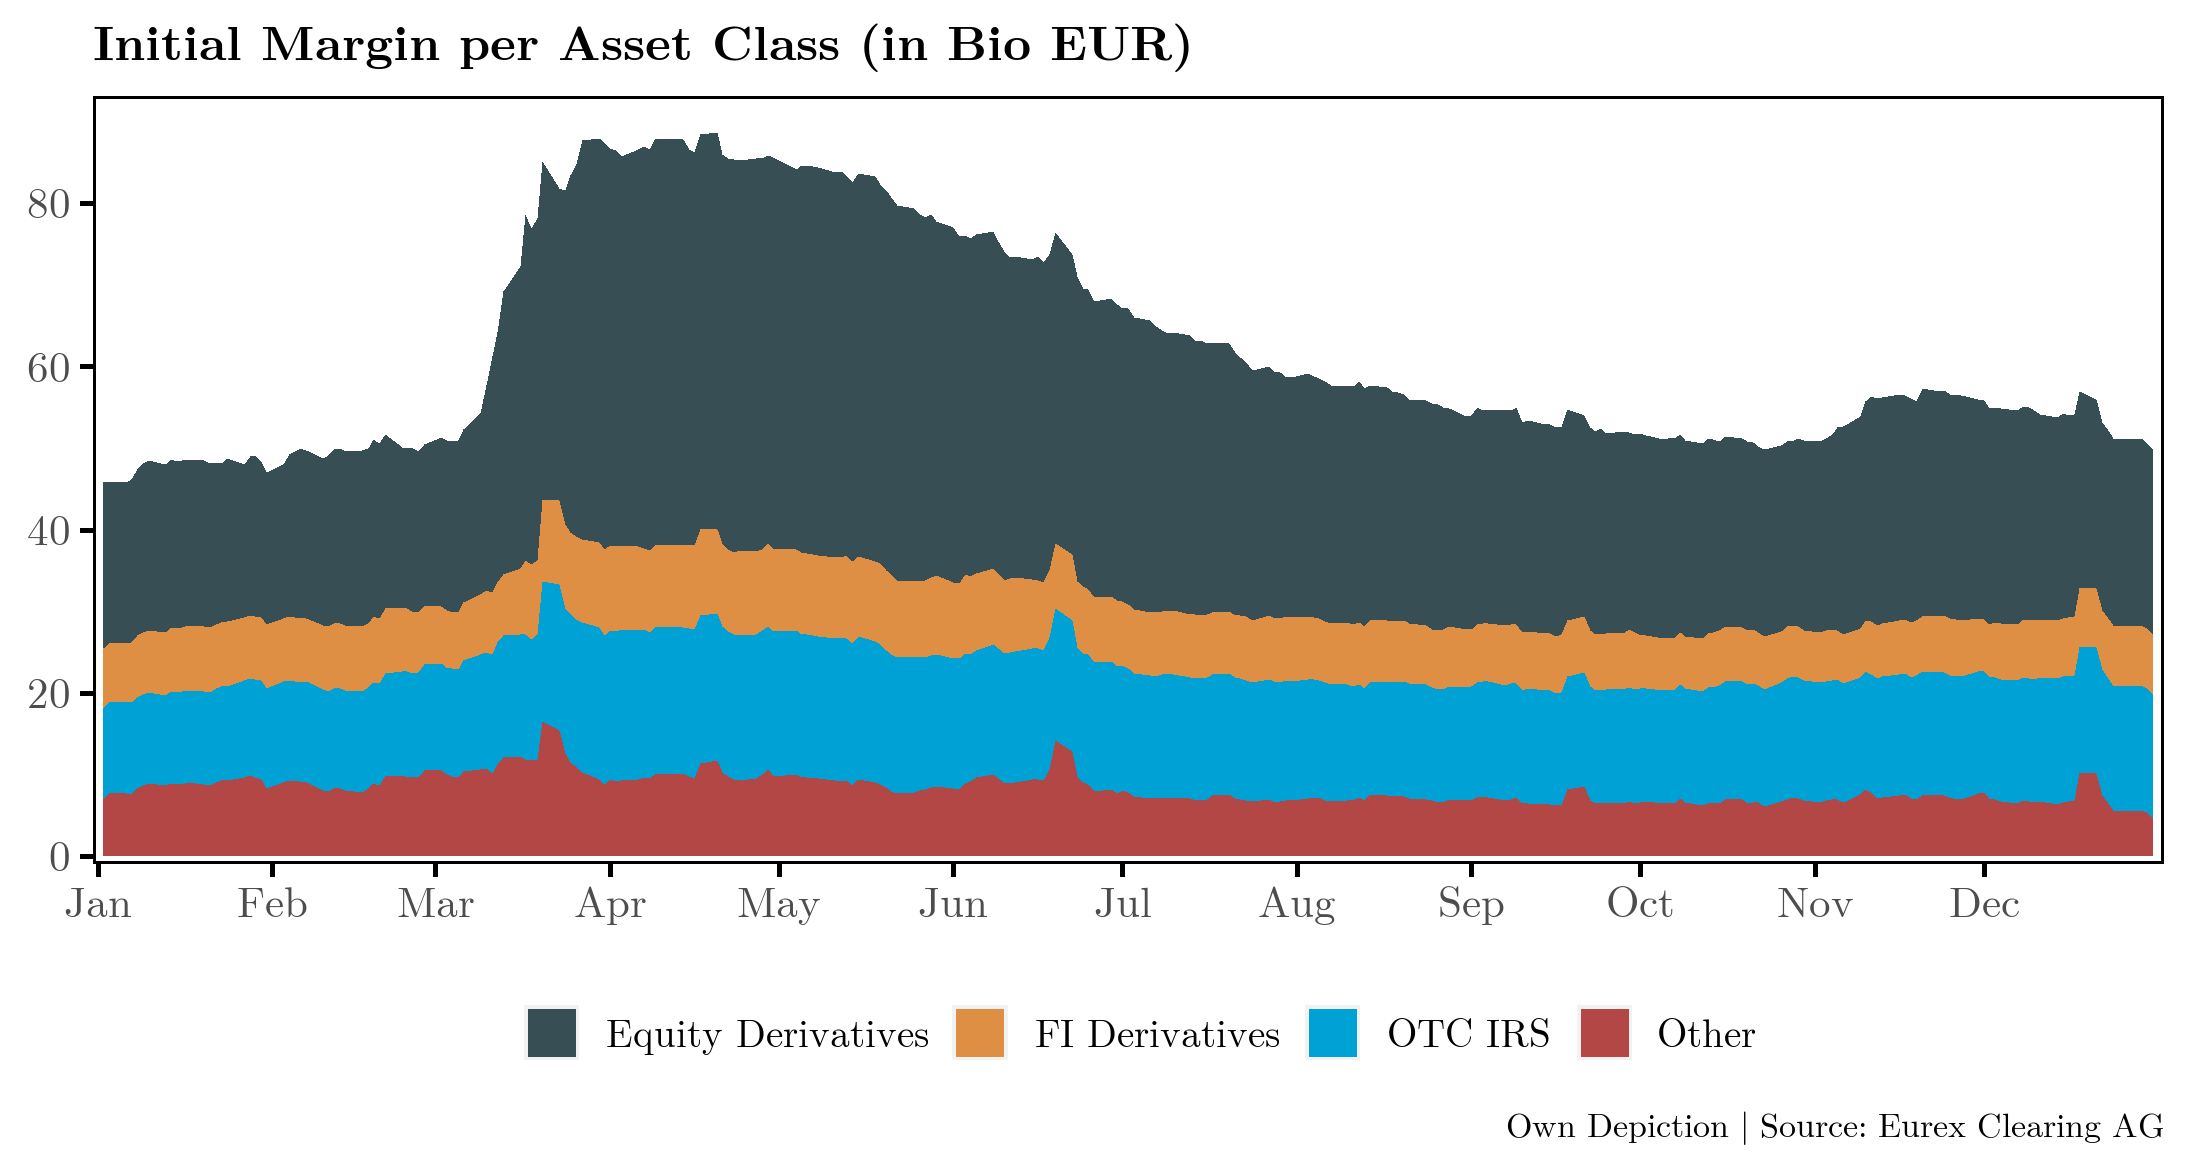 Initial Margin per Asset Class (in Bio EUR)
80
60
40
20
0
Jan Feb Mar Apr May Jun Jul Aug Sep Oct Nov Dec
Equity Derivatives FI Derivatives OTC IRS Other
Own Depiction | Source: Eurex Clearing AG